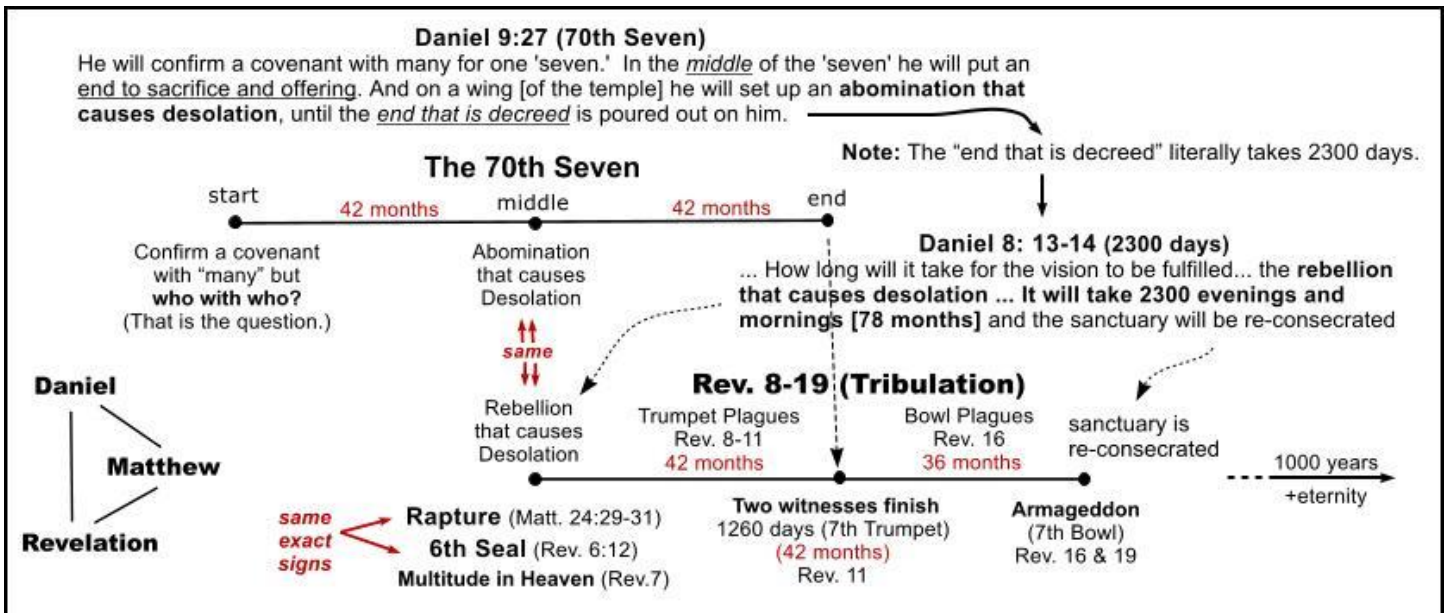 Daniel 9:27 (70th Seven)
He will confirm a covenant with many for one 'seven.' In the middle of the 'seven' he will put an
end to sacrifice and offering. And on a wing [of the temple] he will set up an abomination that
causes desolation, until the end that is decreed is poured out on him.
Note: The “end that is decreed” literally takes 2300 days.
The 70th Seven
start
42 months
middle
42 months
end
Confirm a covenant
with “many” but
who with who?
(That is the question.)
Abomination
that causes
Desolation
Daniel 8: 13-14 (2300 days)
... How long will it take for the vision to be fulfilled... the rebellion
that causes desolation ... It will take 2300 evenings and
mornings [78 months] and the sanctuary will be re-consecrated
same
Daniel
Matthew
Revelation
Rev. 8-19 (Tribulation)
Rebellion
that causes
Desolation
Trumpet Plagues
Rev. 8-11
42 months
Bowl Plagues
Rev. 16
36 months
sanctuary is
re-consecrated
1000 years
+eternity
same
exact
signs
Rapture (Matt. 24:29-31)
6th Seal (Rev. 6:12)
Multitude in Heaven (Rev.7)
Two witnesses finish
1260 days (7th Trumpet)
(42 months)
Rev. 11
Armageddon
(7th Bowl)
Rev. 16 & 19